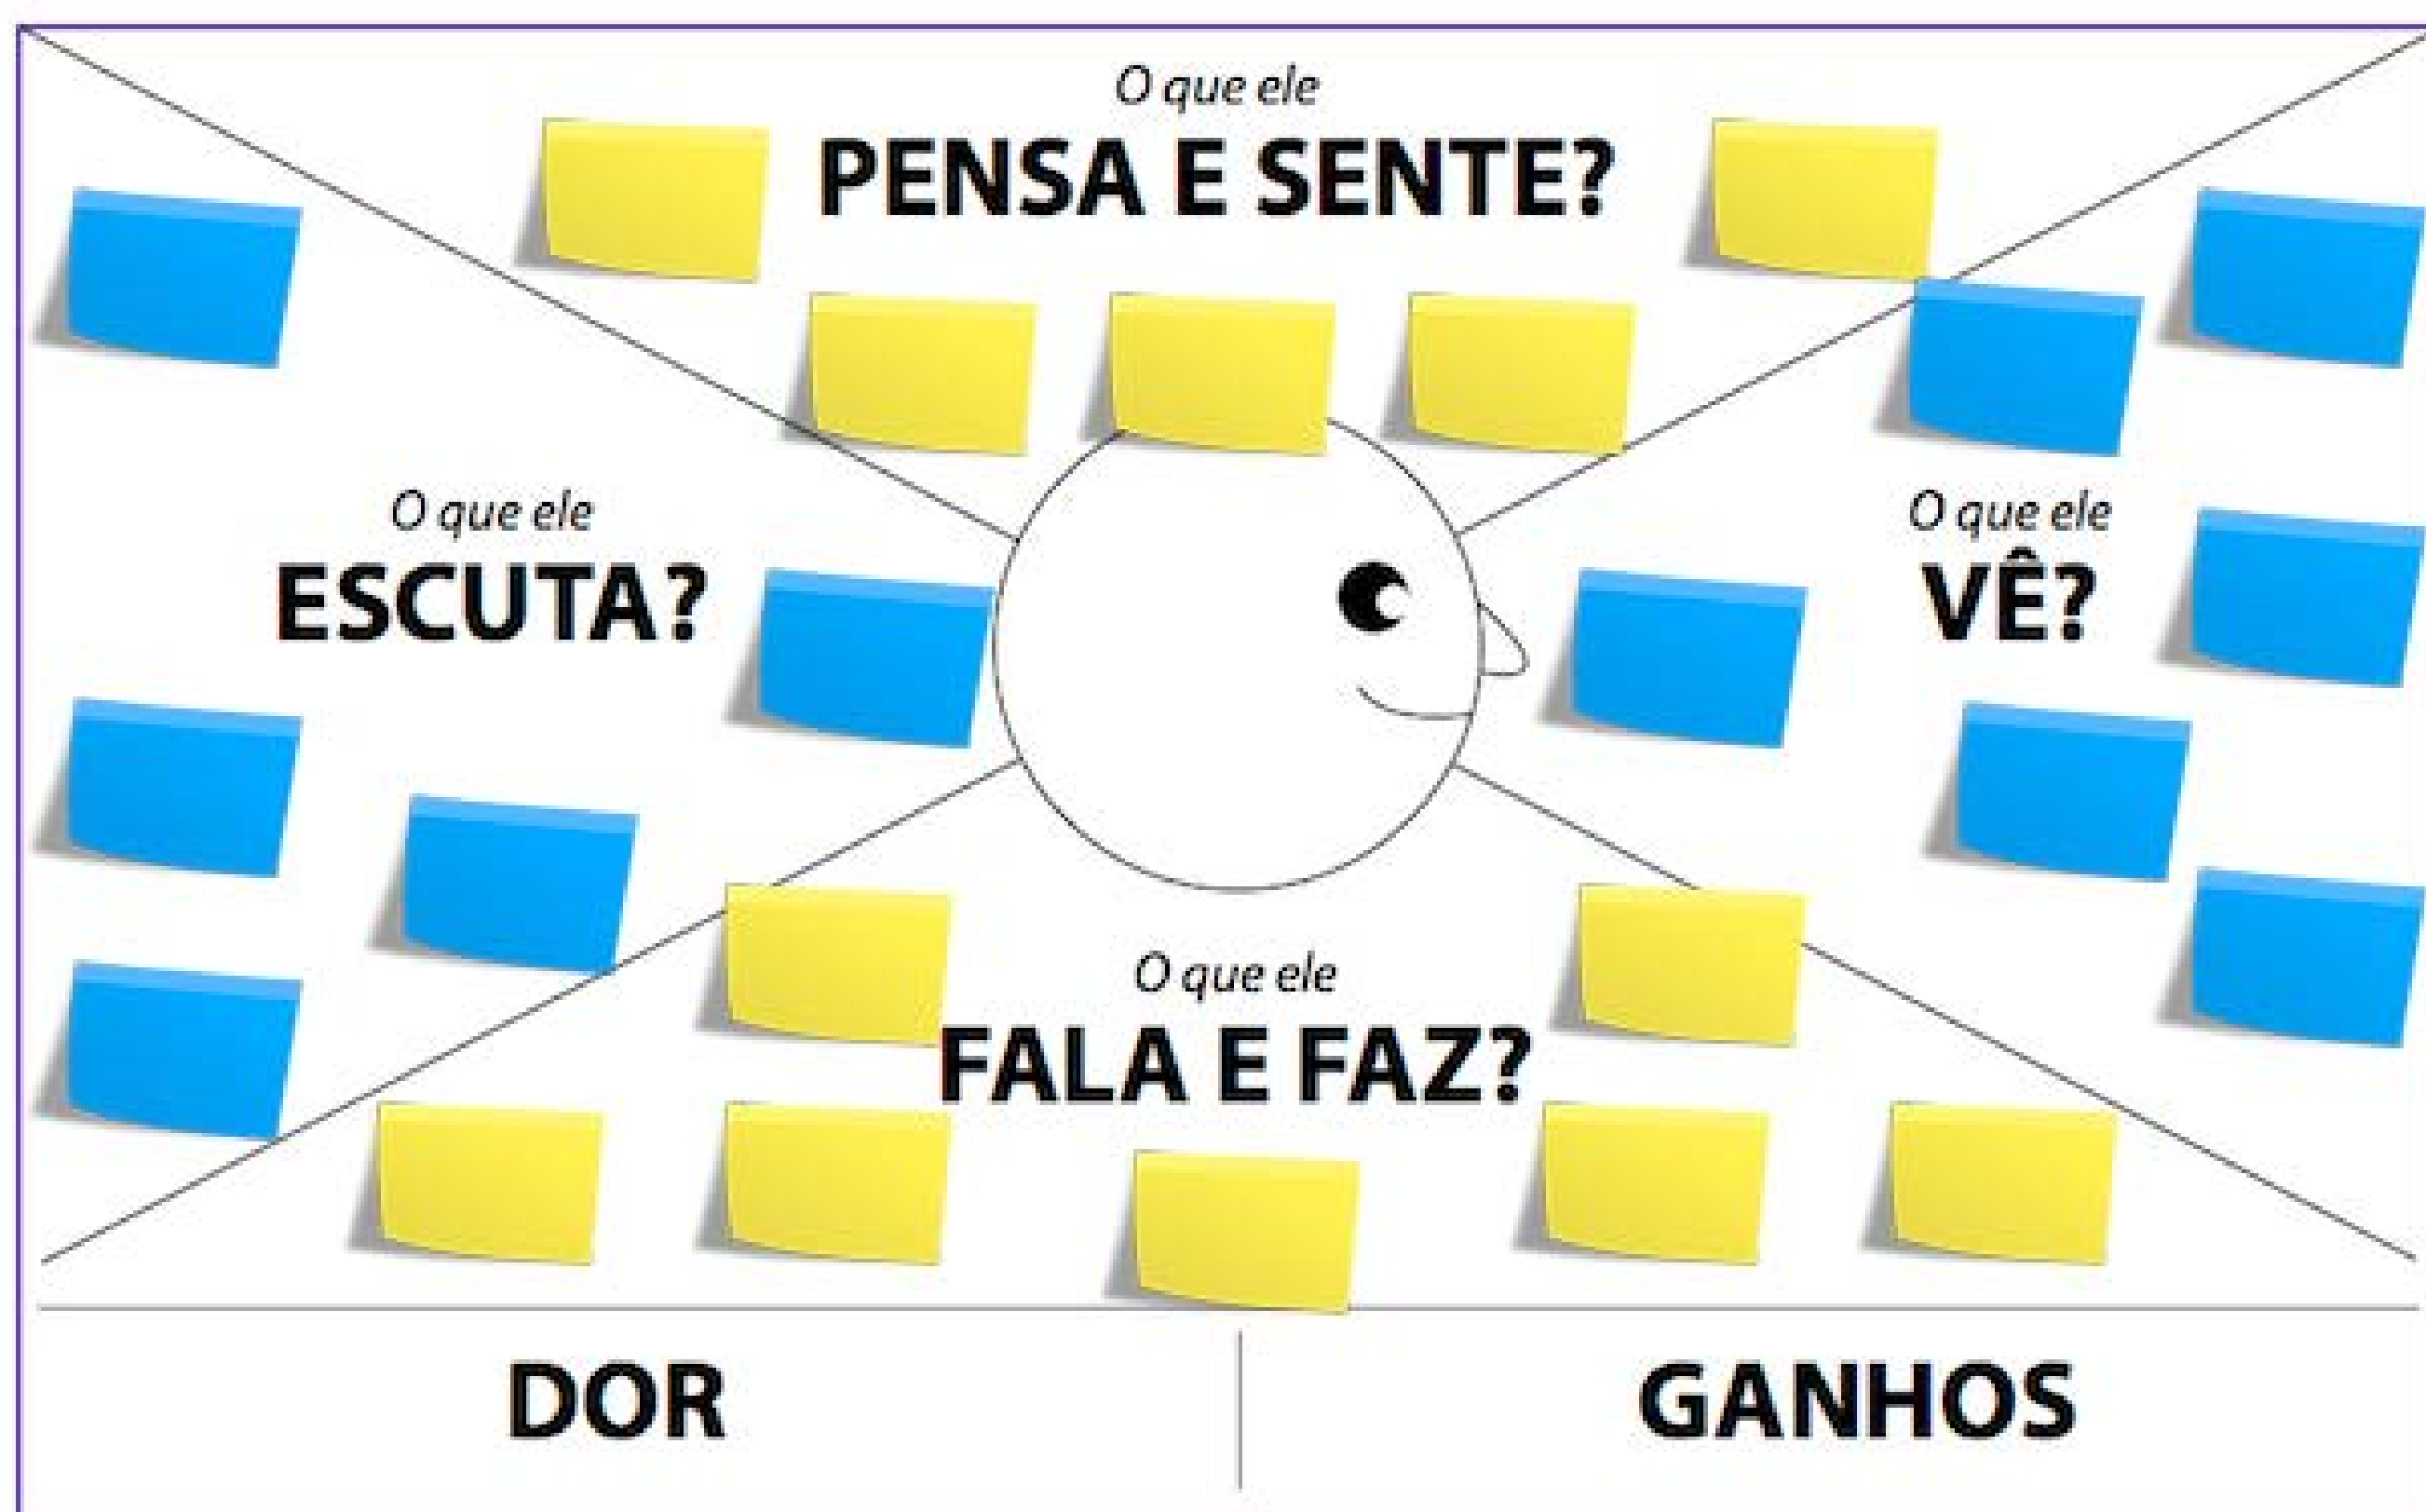 O que ele
PENSA E SENTE?
O que ele
ESCUTA?
O que ele
VÊ?
O que ele
FALA E FAZ?
DOR
GANHOS